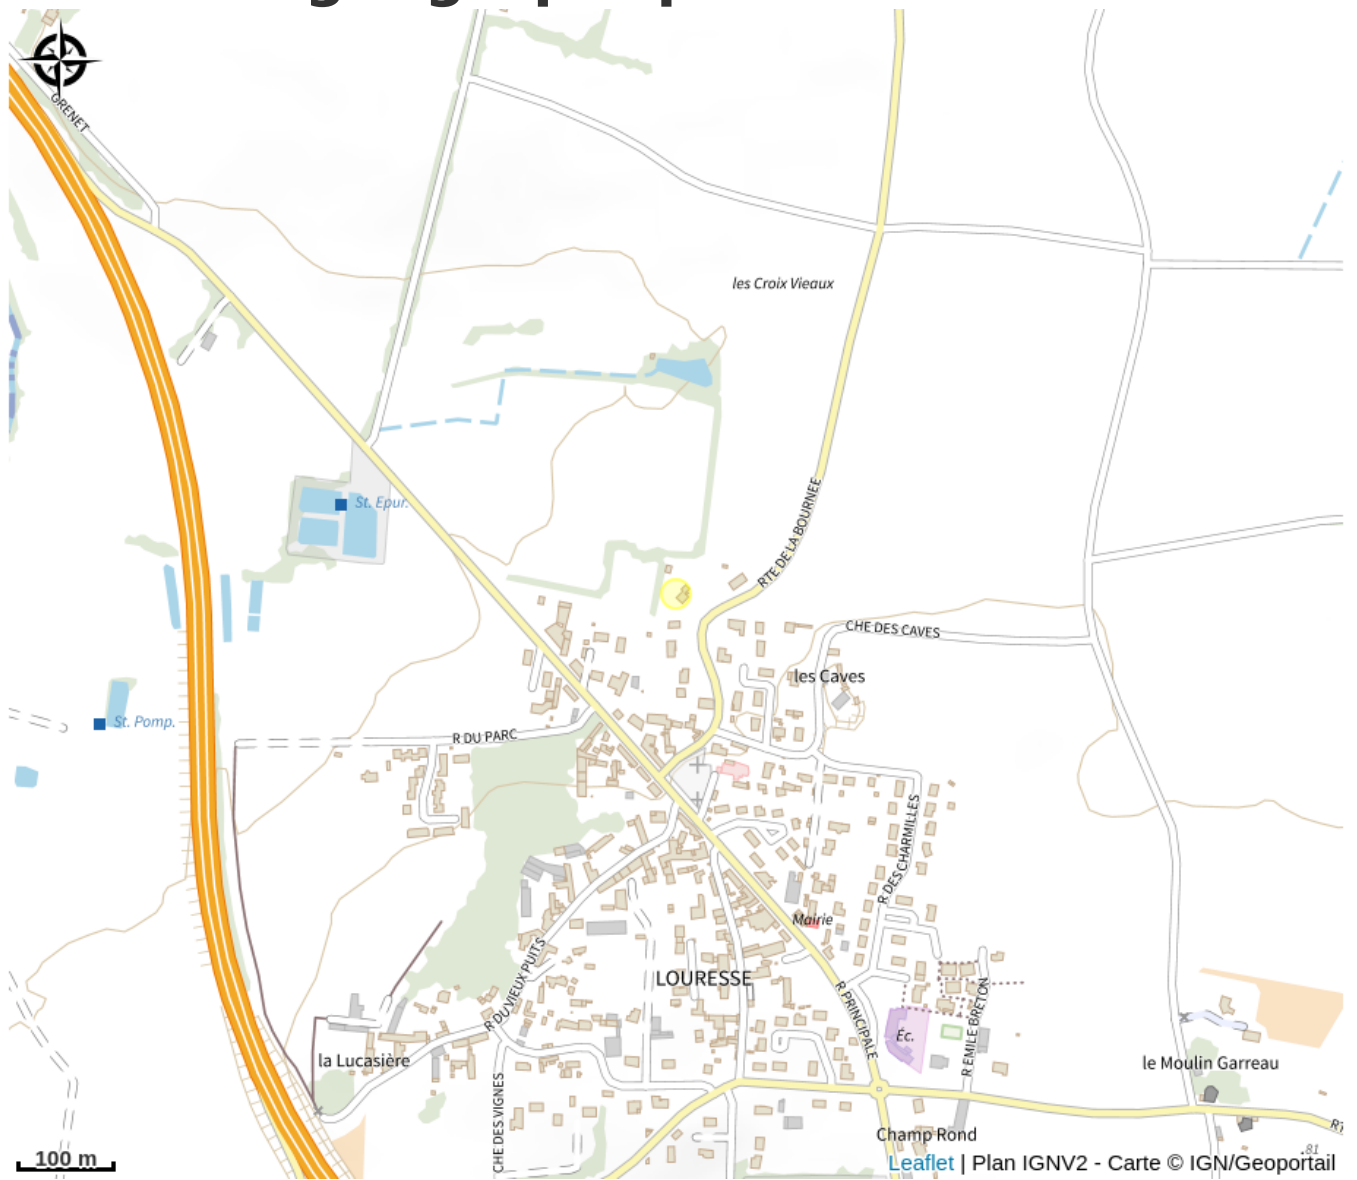 GRENET
les Croix Vieaux
St. Epur.
RTE DE LA BOURNEE
CHE DES CAVES
les Caves
St. Pomp.
R DU PARC
R DES CHARMILLES
Mairie
R DU VIEUX PUITS
LOURESSE
R PRINCIPALE
R EMILE BRETON
Éc.
la Lucasière
le Moulin Garreau
CHE DES VIGNES
Champ Rond
81
100 m
Leaflet | Plan IGNV2 - Carte © IGN/Geoportail